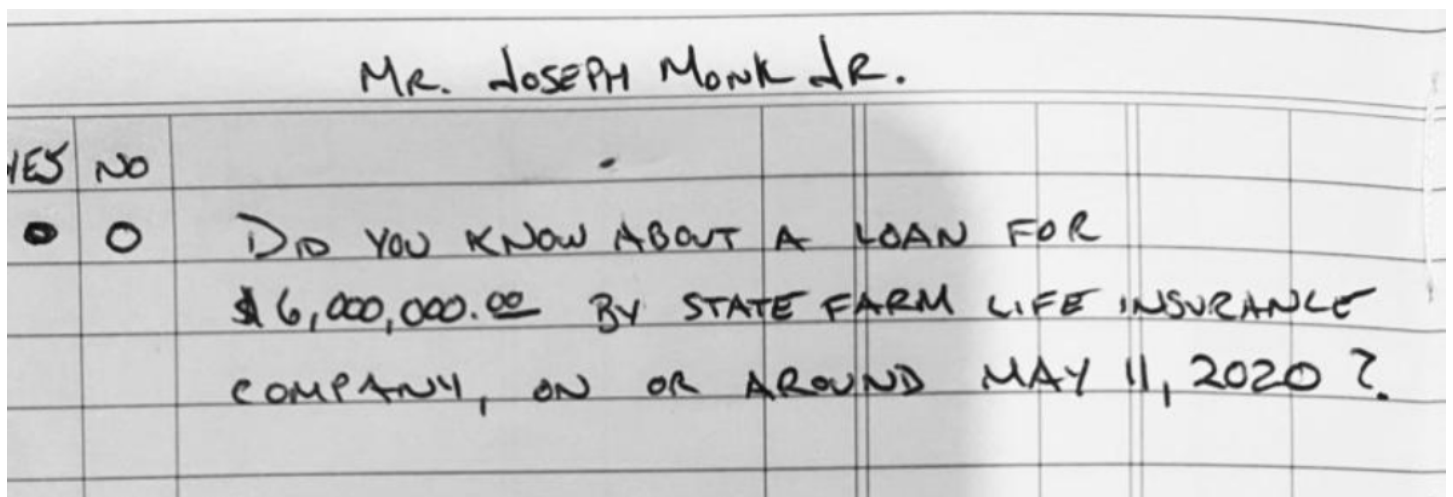 MR. JOSEPH MONK JR.
YES NO
DID YOU KNOW ABOUT A LOAN FOR
$6,000,000.00 BY STATE FARM LIFE INSURANCE
COMPANY, ON OR AROUND MAY 11, 2020?